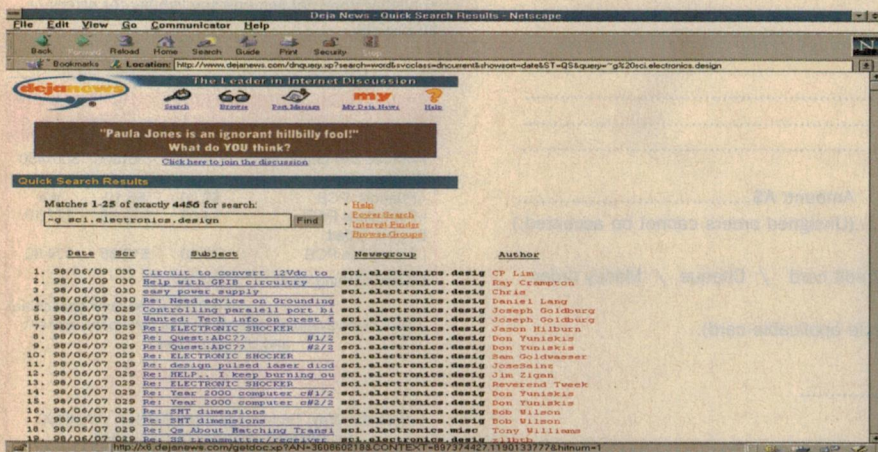 Deja News - Quick Search Results - Netscape
File Edit View Go Communicator Help
Back Reload Home Search Guide Print Security
Bookmarks Location: http://www.dejanews.com/dnquery.xp?search=word&svcclass=dncurrent&showsort=date&ST=QS&query=~g%20sci.electronics.design
dejanews
The Leader in Internet Discussion
Search Browse Post Message My Deja News Help
my
"Paula Jones is an ignorant hillbilly fool!"
What do YOU think?
Click here to join the discussion
Quick Search Results
Matches 1-25 of exactly 4456 for search:
~g sci.electronics.design Find
Help
Power Search
Interest Finder
Browse Groups
Date Scr Subject Newsgroup Author
1. 98/06/09 030 Circuit to convert 12Vdc to sci.electronics.desig CP Lim
2. 98/06/09 030 Help with GPIB circuitry sci.electronics.desig Ray Crampton
3. 98/06/09 030 easy power supply sci.electronics.desig Chris
4. 98/06/09 030 Re: Need advice on Grounding sci.electronics.desig Daniel Lang
5. 98/06/07 029 Controlling paralell port bi sci.electronics.desig Joseph Goldburg
6. 98/06/07 029 Wanted: Tech info on crest f sci.electronics.desig Joseph Goldburg
7. 98/06/07 029 Re: ELECTRONIC SHOCKER sci.electronics.desig Jason Hilburn
8. 98/06/07 029 Re: Quest:ADC?? #1/2 sci.electronics.desig Don Yuniskis
9. 98/06/07 029 Re: Quest:ADC?? #2/2 sci.electronics.desig Don Yuniskis
10. 98/06/07 029 Re: ELECTRONIC SHOCKER sci.electronics.desig Sam Goldwasser
11. 98/06/07 029 Re: design pulsed laser diod sci.electronics.desig JoseSainz
12. 98/06/07 029 Re: HELP.. I keep burning ou sci.electronics.desig Jim Zigan
13. 98/06/07 029 Re: ELECTRONIC SHOCKER sci.electronics.desig Reverend Tweek
14. 98/06/07 029 Re: Year 2000 computer c#1/2 sci.electronics.desig Don Yuniskis
15. 98/06/07 029 Re: Year 2000 computer c#2/2 sci.electronics.desig Don Yuniskis
16. 98/06/07 029 Re: SMT dimensions sci.electronics.desig Bob Wilson
17. 98/06/07 029 Re: SMT dimensions sci.electronics.desig Bob Wilson
18. 98/06/07 029 Re: Qs About Matching Transi sci.electronics.misc Tony Williams
19. 98/06/07 029 Re: SS transmitter/receiver sci.electronics.desig
http://x6.dejanews.com/getdoc.xp?AN=360860218&CONTEXT=897374427.1190133777&hitnum=1